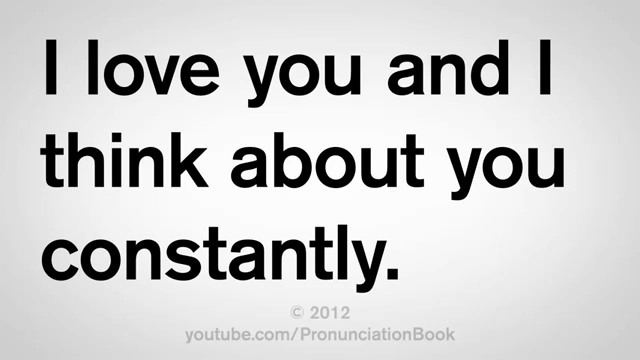 I love you and I
think about you
constantly.
© 2012
youtube.com/PronunciationBook